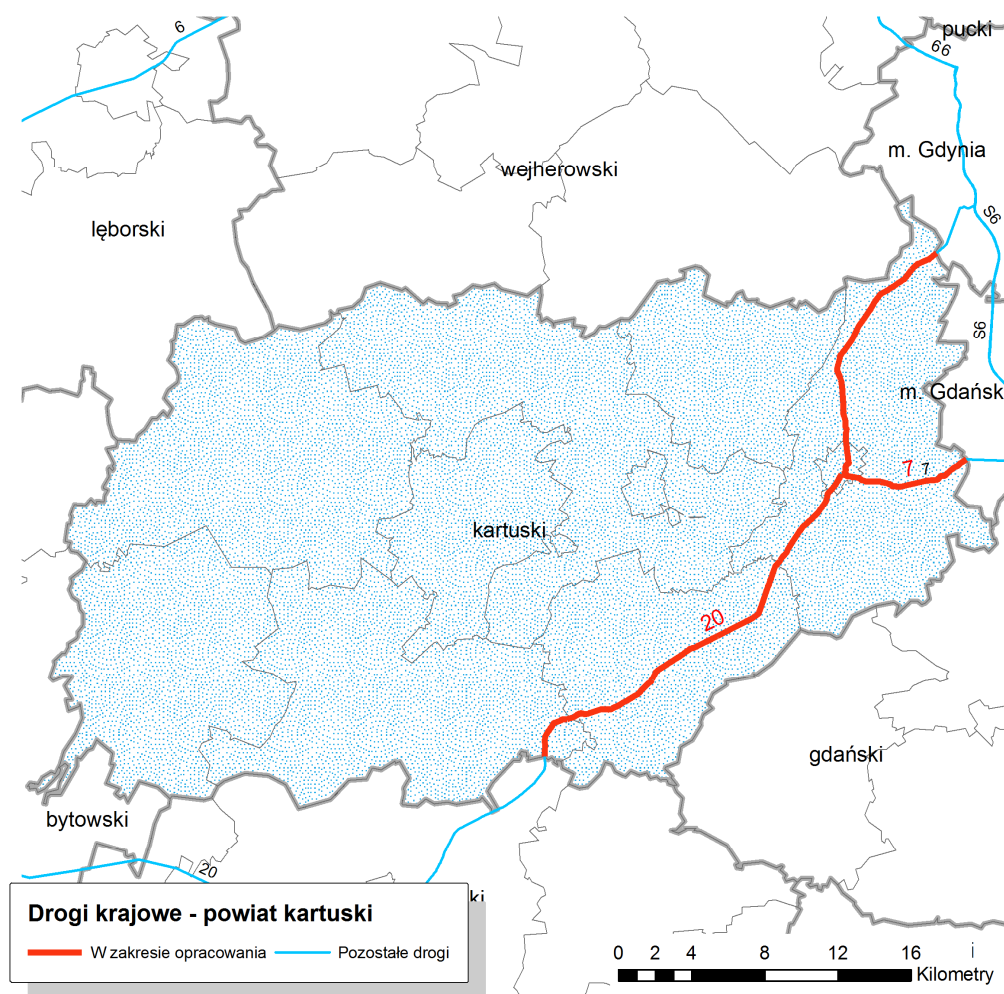 6
pucki
66
m. Gdynia
wejherowski
S6
lęborski
S6
m. Gdańsk
7 7
kartuski
20
gdański
bytowski
20
ki
Drogi krajowe - powiat kartuski
W zakresie opracowania Pozostałe drogi
0 2 4 8 12 16
Kilometry